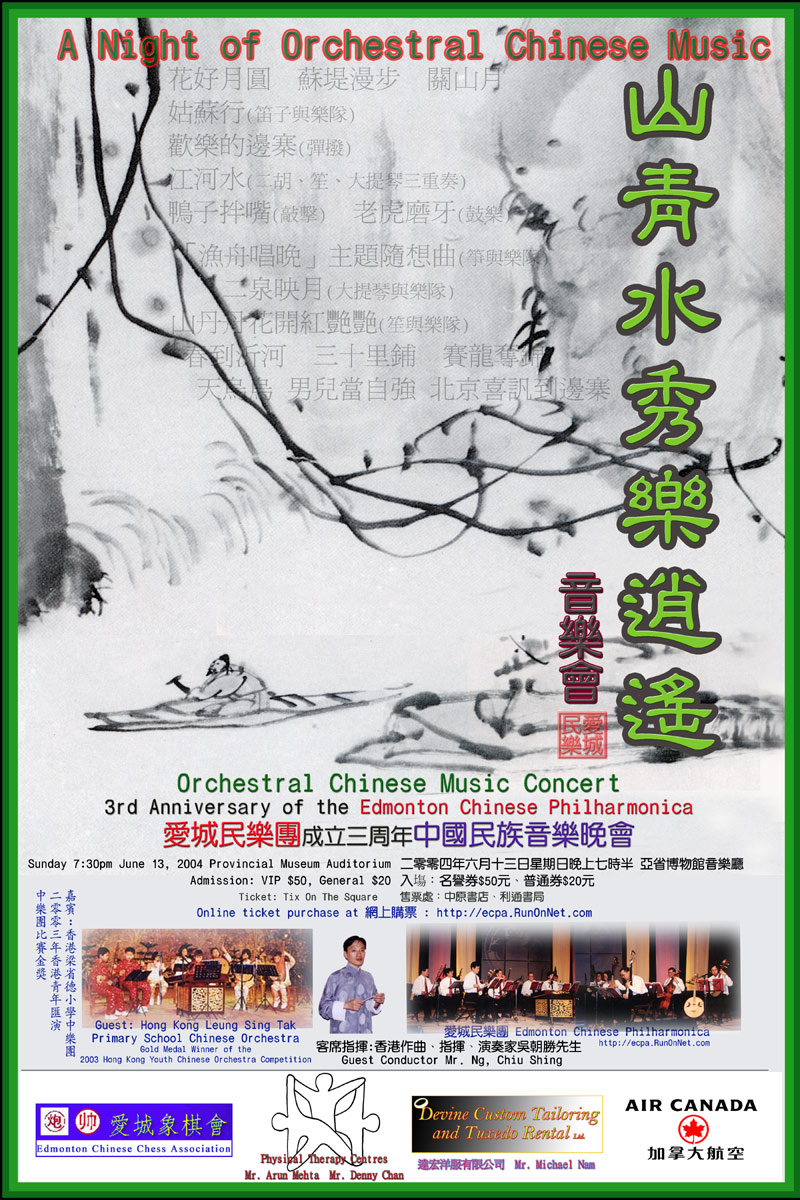 A Night of Orchestral Chinese Music
花好月圓 蘇堤漫步 關山月
姑蘇行(笛子與樂隊)
歡樂的邊寨(彈撥)
江河水(二胡、笙、大提琴三重奏)
鴨子拌嘴(敲擊) 老虎磨牙(鼓樂)
「漁舟唱晚」主題隨想曲(箏與樂隊)
二泉映月(大提琴與樂隊)
山丹丹花開紅艷艷(笙與樂隊)
春到沂河 三十里鋪 賽龍奪錦
天烏烏 男兒當自強 北京喜訊到邊寨
山青水秀樂逍遙
音樂會
愛城民樂
Orchestral Chinese Music Concert
3rd Anniversary of the Edmonton Chinese Philharmonica
愛城民樂團成立三周年中國民族音樂晚會
Sunday 7:30pm June 13, 2004 Provincial Museum Auditorium 二零零四年六月十三日星期日晚上七時半 亞省博物館音樂廳
Admission: VIP $50, General $20 入場：名譽券$50元、普通券$20元
Ticket: Tix On The Square 售票處：中原書店、利通書局
Online ticket purchase at 網上購票 : http://ecpa.RunOnNet.com
嘉賓：香港梁省德小學中樂團
二零零三年香港青年匯演
中樂團比賽金獎
Guest: Hong Kong Leung Sing Tak
Primary School Chinese Orchestra
Gold Medal Winner of the
2003 Hong Kong Youth Chinese Orchestra Competition
客席指揮:香港作曲、指揮、演奏家吳朝勝先生
Guest Conductor Mr. Ng, Chiu Shing
愛城民樂團 Edmonton Chinese Philharmonica
http://ecpa.RunOnNet.com
炮 帅 愛城象棋會
Edmonton Chinese Chess Association
Physical Therapy Centres
Mr. Arun Mehta Mr. Denny Chan
Devine Custom Tailoring
and Tuxedo Rental Ltd.
達宏洋服有限公司 Mr. Michael Nam
AIR CANADA
加拿大航空